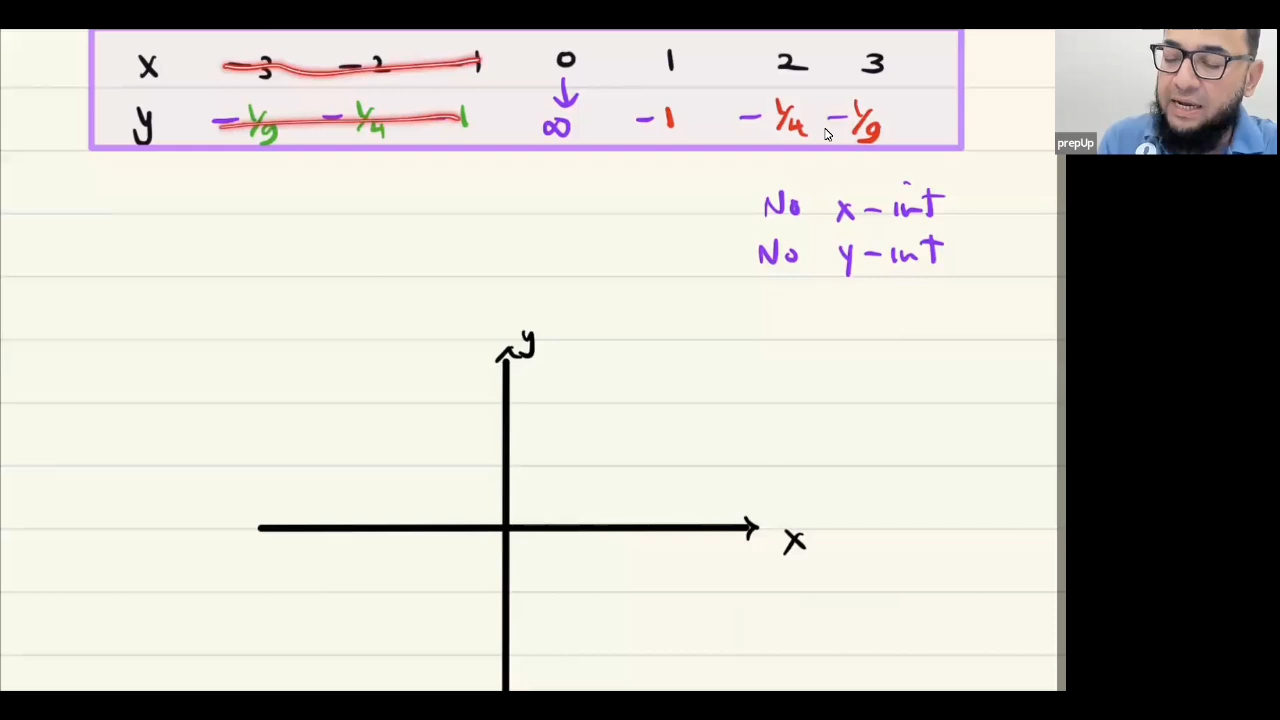 x -3 -2 -1 0 1 2 3
y -1/9 -1/4 -1 ∞ -1 -1/4 -1/9
prepUp
No x-int
No y-int
y
x